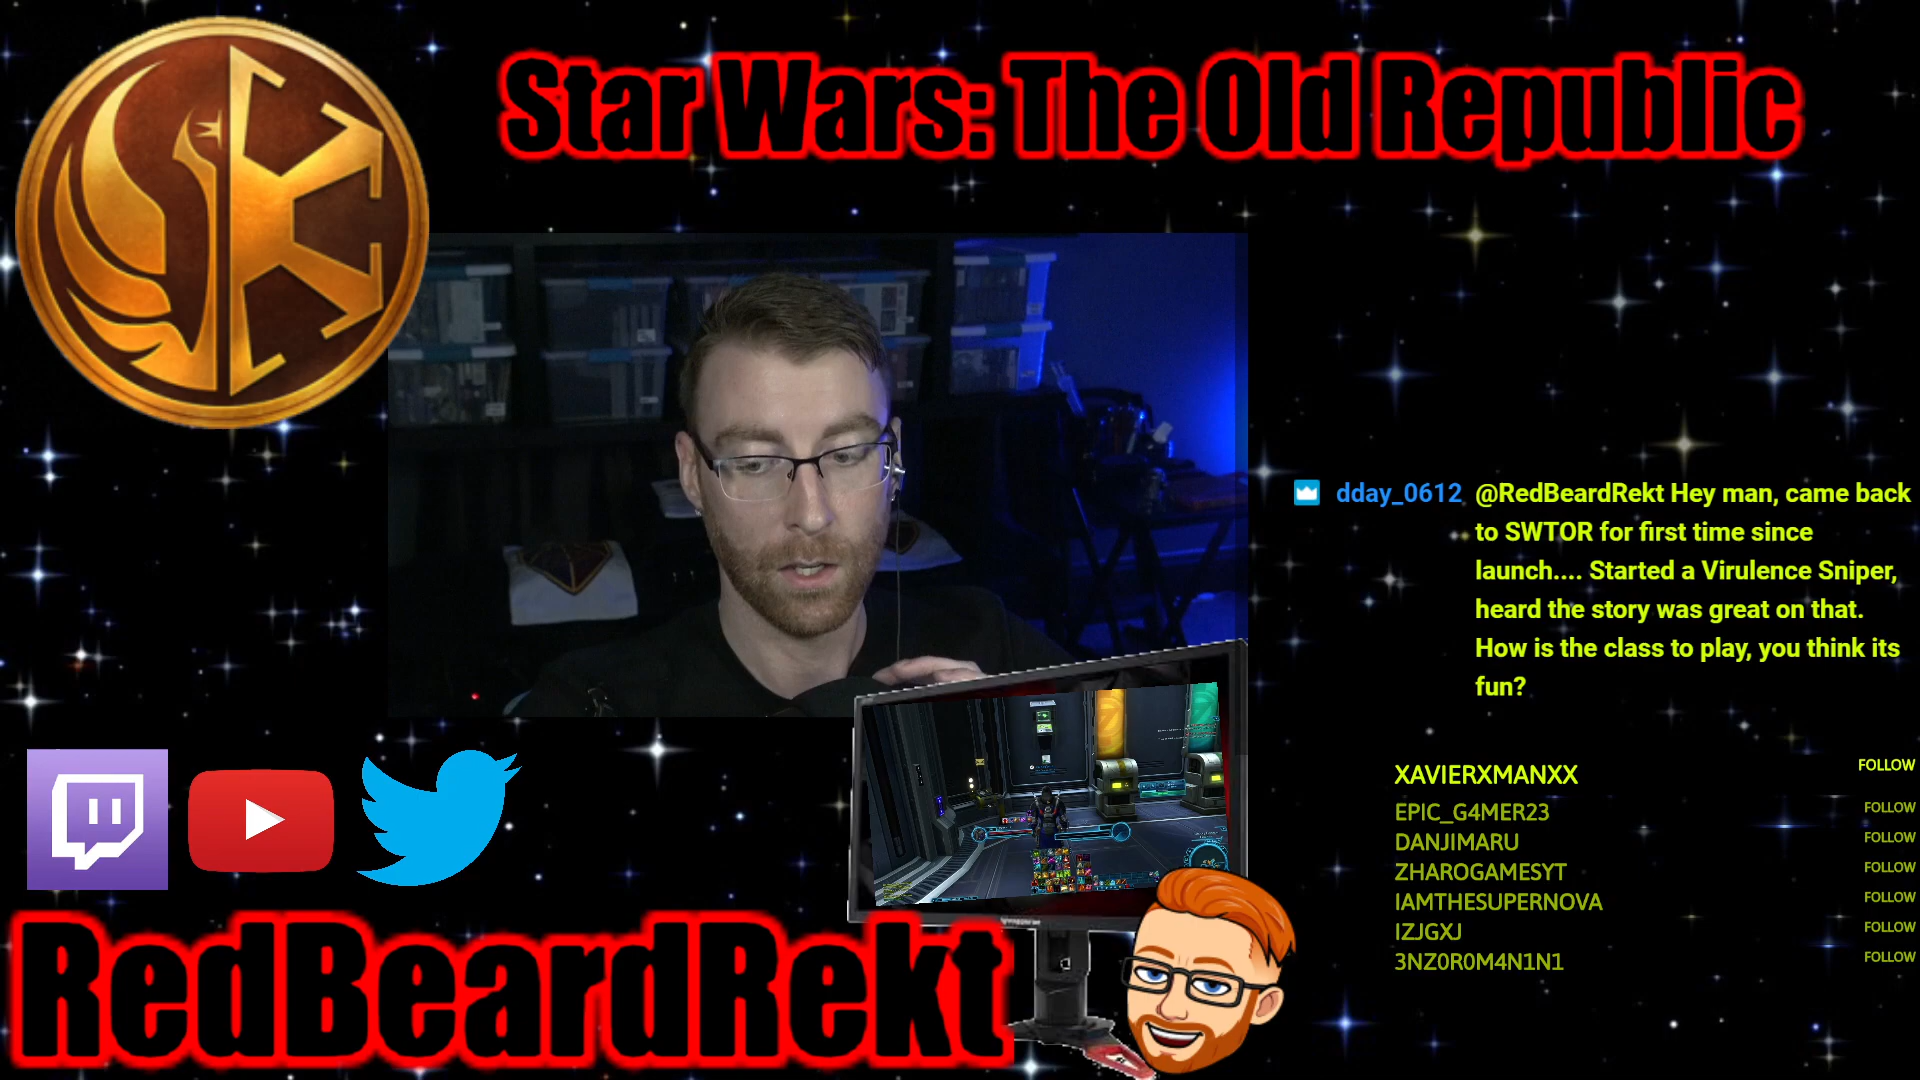 Star Wars: The Old Republic
dday_0612 @RedBeardRekt Hey man, came back
to SWTOR for first time since
launch.... Started a Virulence Sniper,
heard the story was great on that.
How is the class to play, you think its
fun?
XAVIERXMANXX FOLLOW
EPIC_G4MER23 FOLLOW
DANJIMARU FOLLOW
ZHAROGAMESYT FOLLOW
IAMTHESUPERNOVA FOLLOW
IZJGXJ FOLLOW
3NZ0R0M4N1N1 FOLLOW
RedBeardRekt